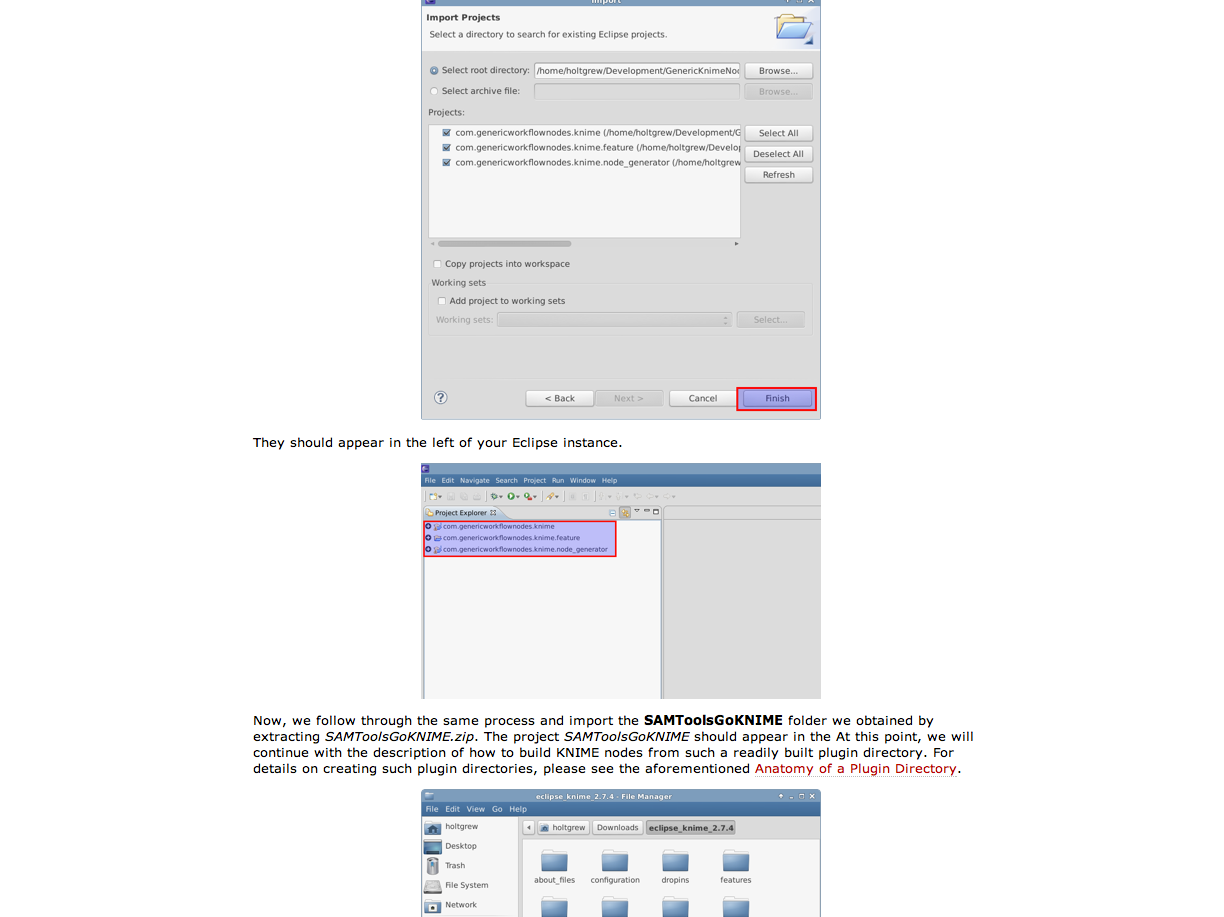 Import
Import Projects
Select a directory to search for existing Eclipse projects.
Select root directory: /home/holtgrew/Development/GenericKnimeNoc Browse...
Select archive file: Browse...
Projects:
com.genericworkflownodes.knime (/home/holtgrew/Development/G Select All
com.genericworkflownodes.knime.feature (/home/holtgrew/Develop Deselect All
com.genericworkflownodes.knime.node_generator (/home/holtgrew Refresh
Copy projects into workspace
Working sets
Add project to working sets
Working sets: Select...
? < Back Next > Cancel Finish
They should appear in the left of your Eclipse instance.
File Edit Navigate Search Project Run Window Help
Project Explorer
com.genericworkflownodes.knime
com.genericworkflownodes.knime.feature
com.genericworkflownodes.knime.node_generator
Now, we follow through the same process and import the SAMToolsGoKNIME folder we obtained by
extracting SAMToolsGoKNIME.zip. The project SAMToolsGoKNIME should appear in the At this point, we will
continue with the description of how to build KNIME nodes from such a readily built plugin directory. For
details on creating such plugin directories, please see the aforementioned Anatomy of a Plugin Directory.
eclipse_knime_2.7.4 - File Manager
File Edit View Go Help
holtgrew
Desktop
Trash
File System
Network
holtgrew Downloads eclipse_knime_2.7.4
about_files configuration dropins features